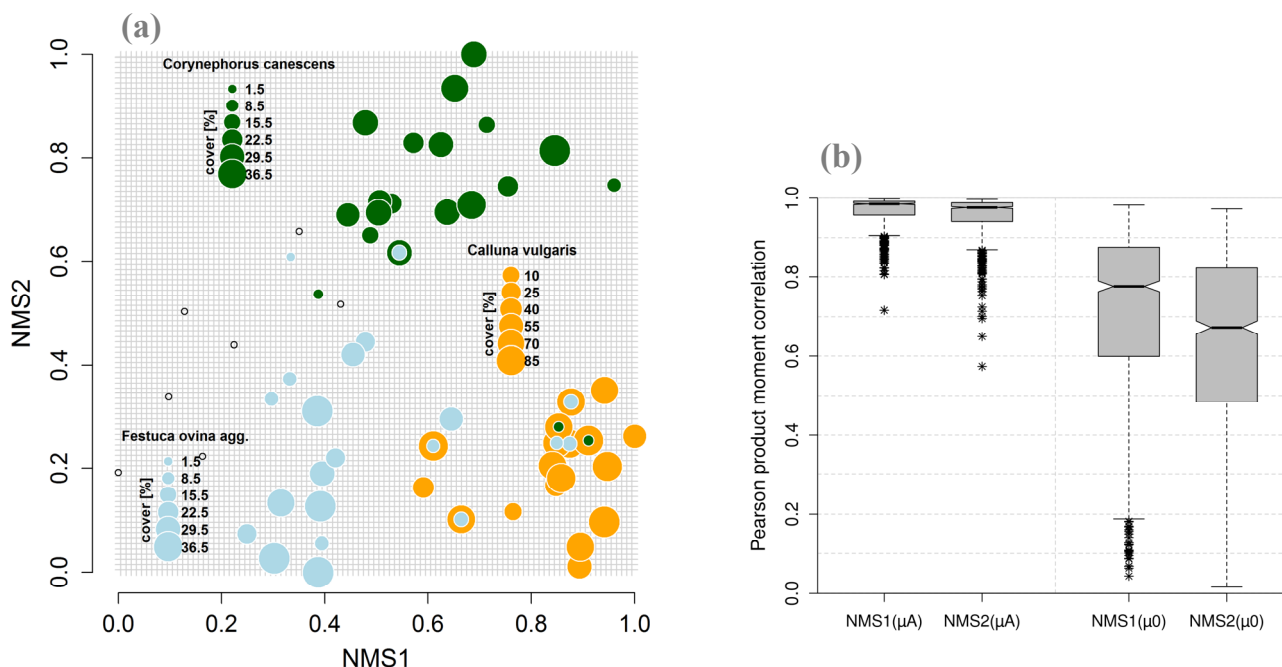 (a)
NMS2
0.0 0.2 0.4 0.6 0.8 1.0
Corynephorus canescens
cover [%]
1.5
8.5
15.5
22.5
29.5
36.5
Calluna vulgaris
cover [%]
10
25
40
55
70
85
Festuca ovina agg.
cover [%]
1.5
8.5
15.5
22.5
29.5
36.5
0.0 0.2 0.4 0.6 0.8 1.0
NMS1
(b)
Pearson product moment correlation
0.0 0.2 0.4 0.6 0.8 1.0
NMS1(μA) NMS2(μA) NMS1(μ0) NMS2(μ0)